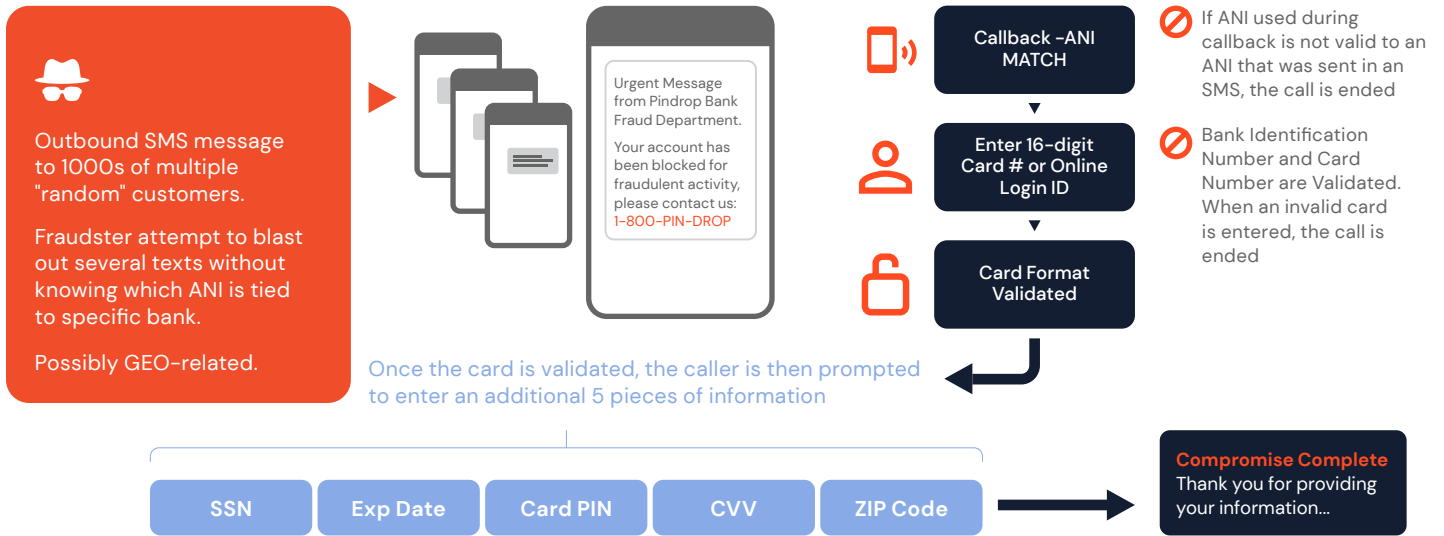 Outbound SMS message
to 1000s of multiple
"random" customers.
Fraudster attempt to blast
out several texts without
knowing which ANI is tied
to specific bank.
Possibly GEO-related.
Urgent Message
from Pindrop Bank
Fraud Department.
Your account has
been blocked for
fraudulent activity,
please contact us:
1-800-PIN-DROP
Callback -ANI
MATCH
If ANI used during
callback is not valid to an
ANI that was sent in an
SMS, the call is ended
Enter 16-digit
Card # or Online
Login ID
Bank Identification
Number and Card
Number are Validated.
When an invalid card
is entered, the call is
ended
Card Format
Validated
Once the card is validated, the caller is then prompted
to enter an additional 5 pieces of information
SSN
Exp Date
Card PIN
CVV
ZIP Code
Compromise Complete
Thank you for providing
your information...